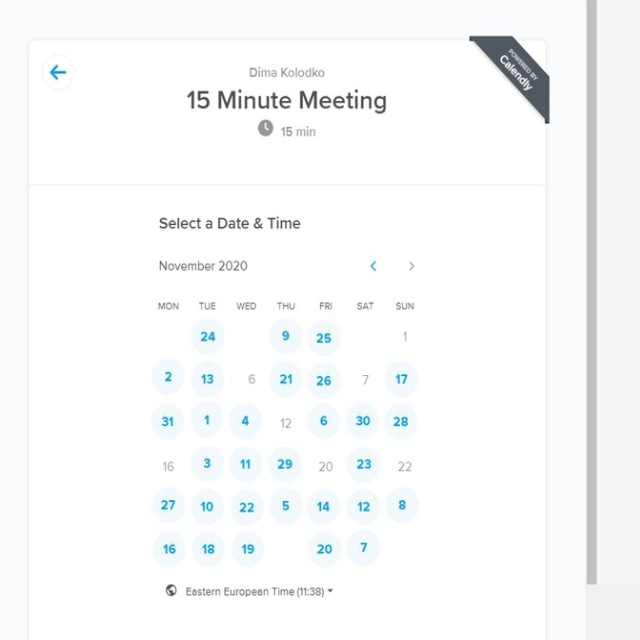 POWERED BY
Calendly
Dima Kolodko
15 Minute Meeting
15 min
Select a Date & Time
November 2020
MON TUE WED THU FRI SAT SUN
24 9 25 1
2 13 6 21 26 7 17
31 1 4 12 6 30 28
16 3 11 29 20 23 22
27 10 22 5 14 12 8
16 18 19 20 7
Eastern European Time (11:38)